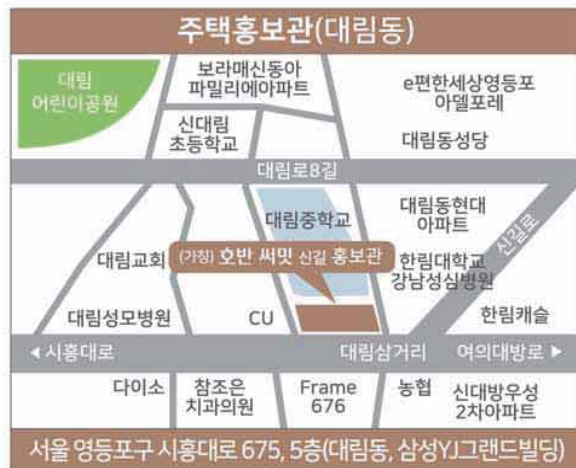 주택홍보관(대림동)
대림
어린이공원
보라매신동아
파밀리에아파트
e편한세상영등포
아델포레
신대림
초등학교
대림동성당
대림로8길
대림중학교
대림동현대
아파트
신길로
대림교회
(가칭) 호반 써밋 신길 홍보관
한림대학교
강남성심병원
대림성모병원
CU
한림캐슬
◀ 시흥대로
대림삼거리
여의대방로 ▶
다이소
참조은
치과의원
Frame
676
농협
신대방우성
2차아파트
서울 영등포구 시흥대로 675, 5층(대림동, 삼성YJ그랜드빌딩)